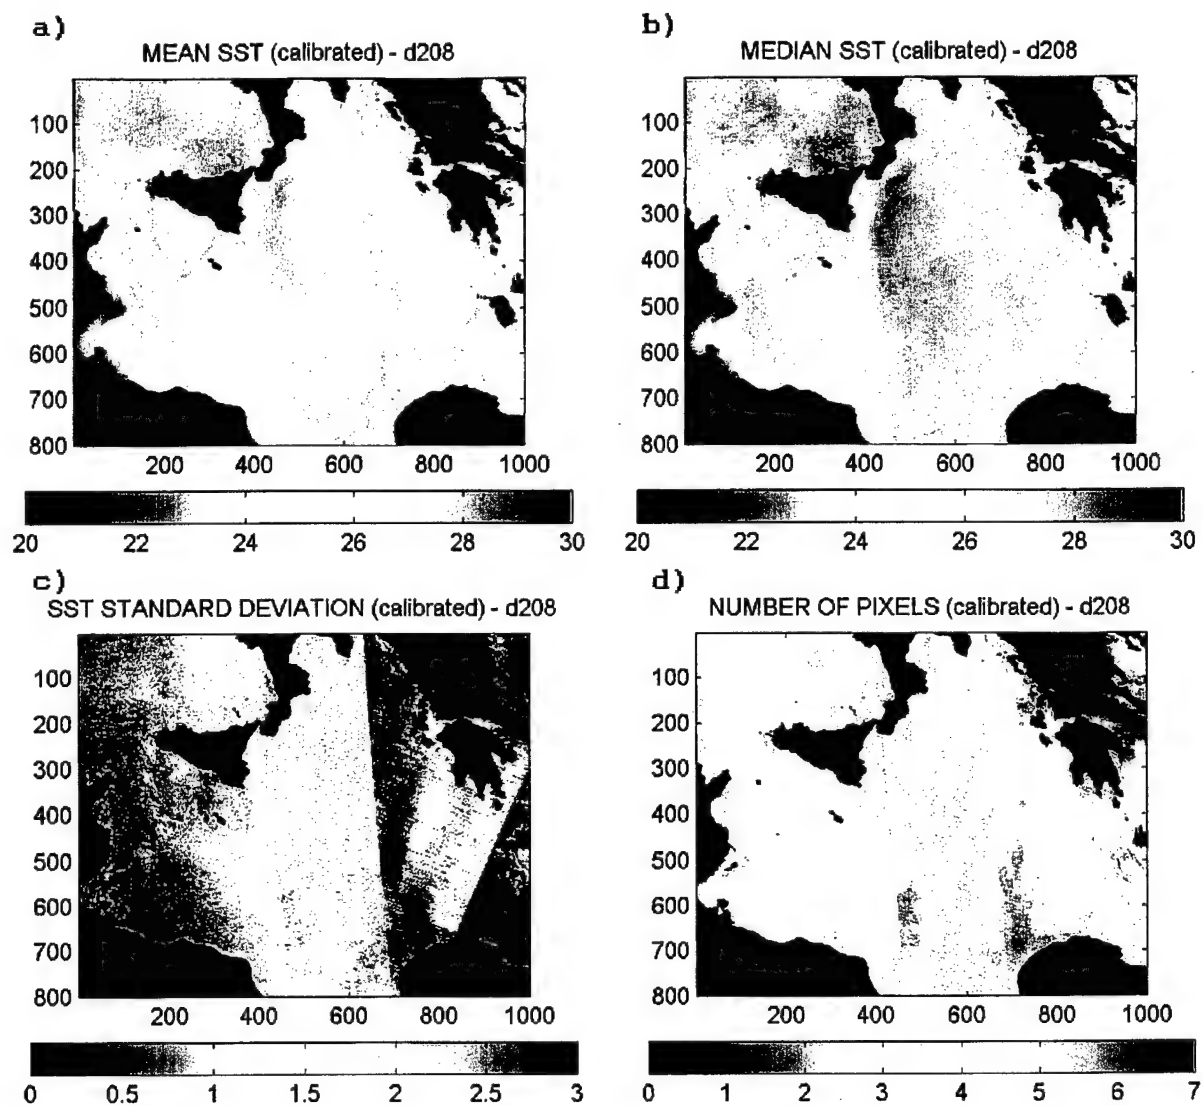 a)
MEAN SST (calibrated) - d208
100
200
300
400
500
600
700
800
200 400 600 800 1000
20 22 24 26 28 30
b)
MEDIAN SST (calibrated) - d208
100
200
300
400
500
600
700
800
200 400 600 800 1000
20 22 24 26 28 30
c)
SST STANDARD DEVIATION (calibrated) - d208
100
200
300
400
500
600
700
800
200 400 600 800 1000
0 0.5 1 1.5 2 2.5 3
d)
NUMBER OF PIXELS (calibrated) - d208
100
200
300
400
500
600
700
800
200 400 600 800 1000
0 1 2 3 4 5 6 7